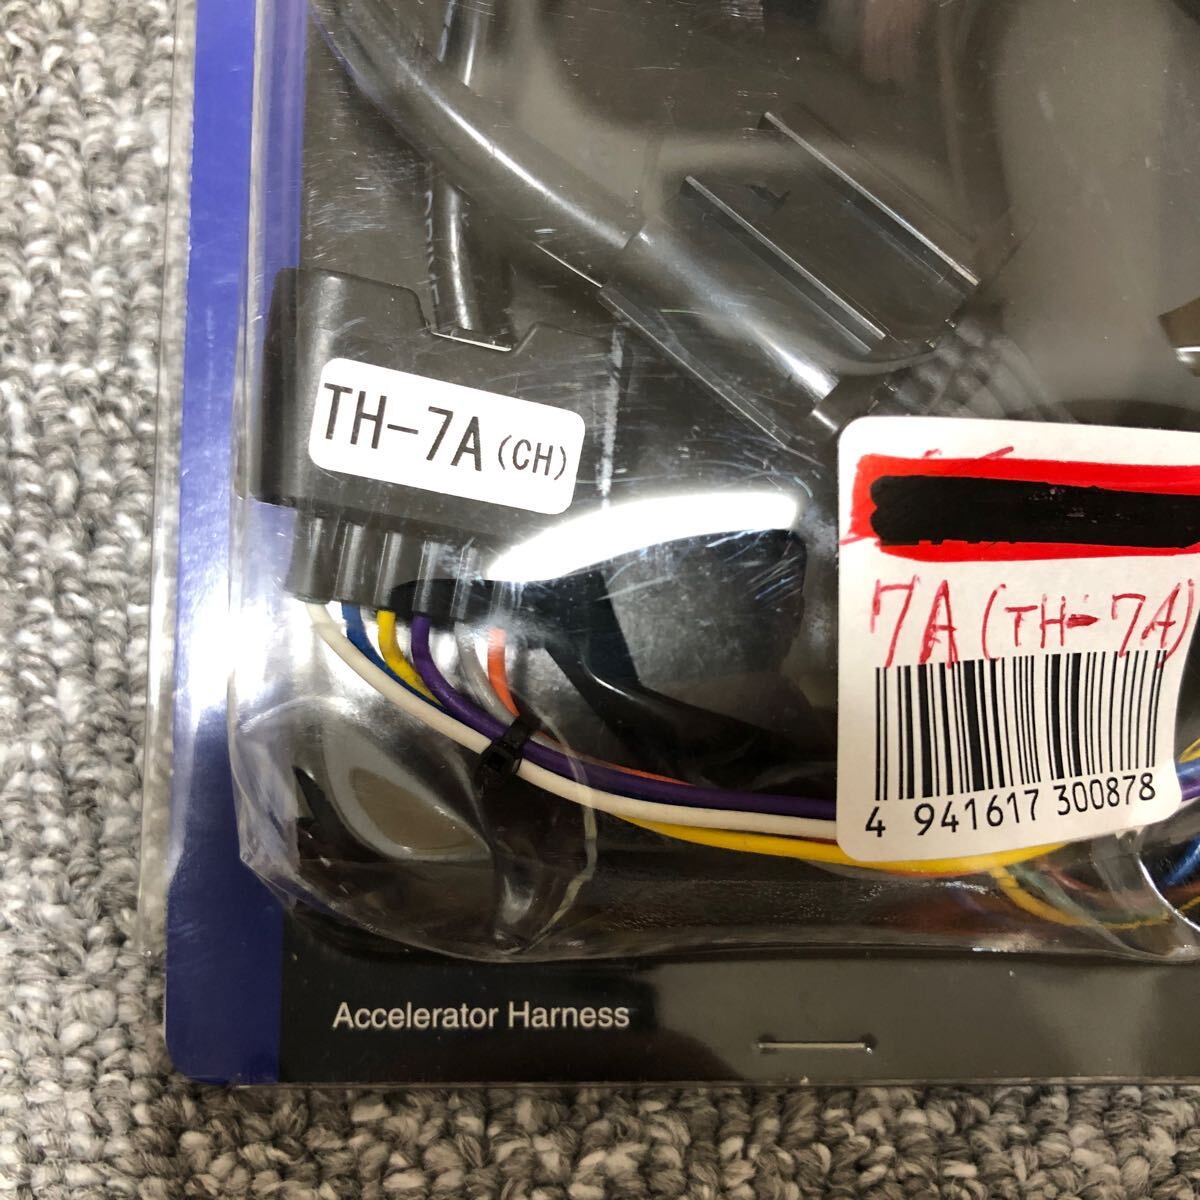 TH-7A(CH)
7A(TH-7A)
4 941617 300878
Accelerator Harness